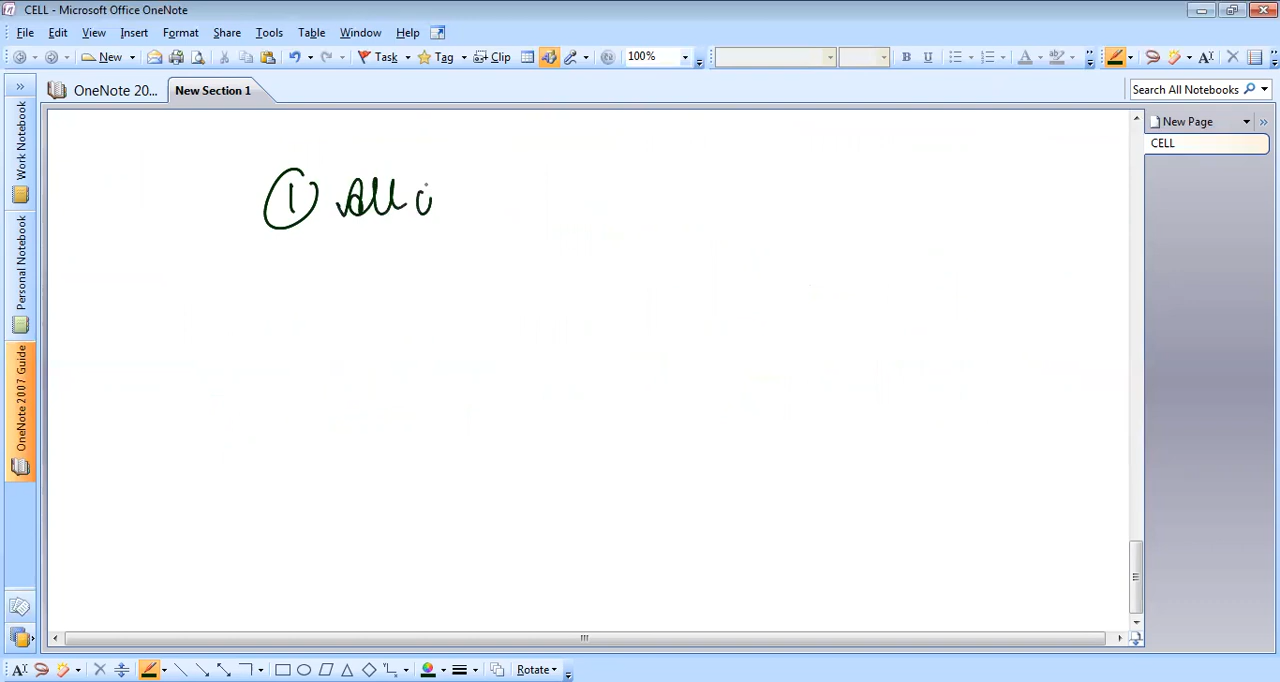 CELL - Microsoft Office OneNote
File Edit View Insert Format Share Tools Table Window Help
New Task Tag Clip 100% B U A ab A
OneNote 20... New Section 1 Search All Notebooks
New Page
CELL
Work Notebook
Personal Notebook
OneNote 2007 Guide
① All
A Rotate